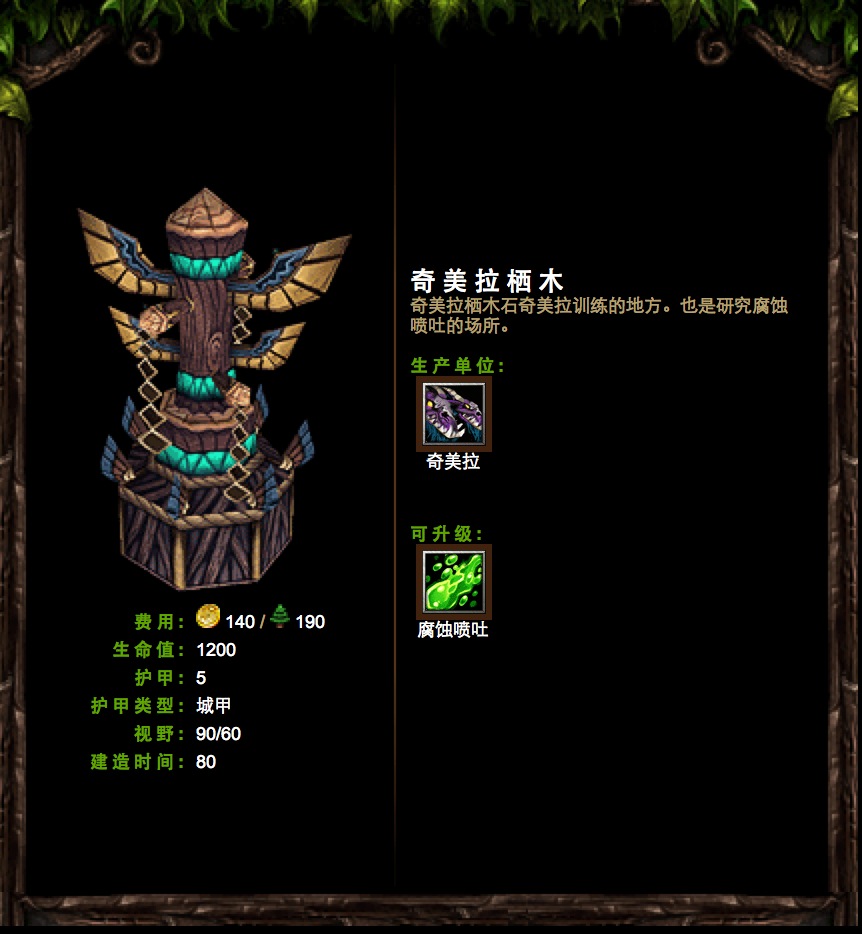 奇美拉栖木
奇美拉栖木石奇美拉训练的地方。也是研究腐蚀
喷吐的场所。
生产单位:
奇美拉
可升级:
腐蚀喷吐
费用: 140 / 190
生命值: 1200
护甲: 5
护甲类型: 城甲
视野: 90/60
建造时间: 80